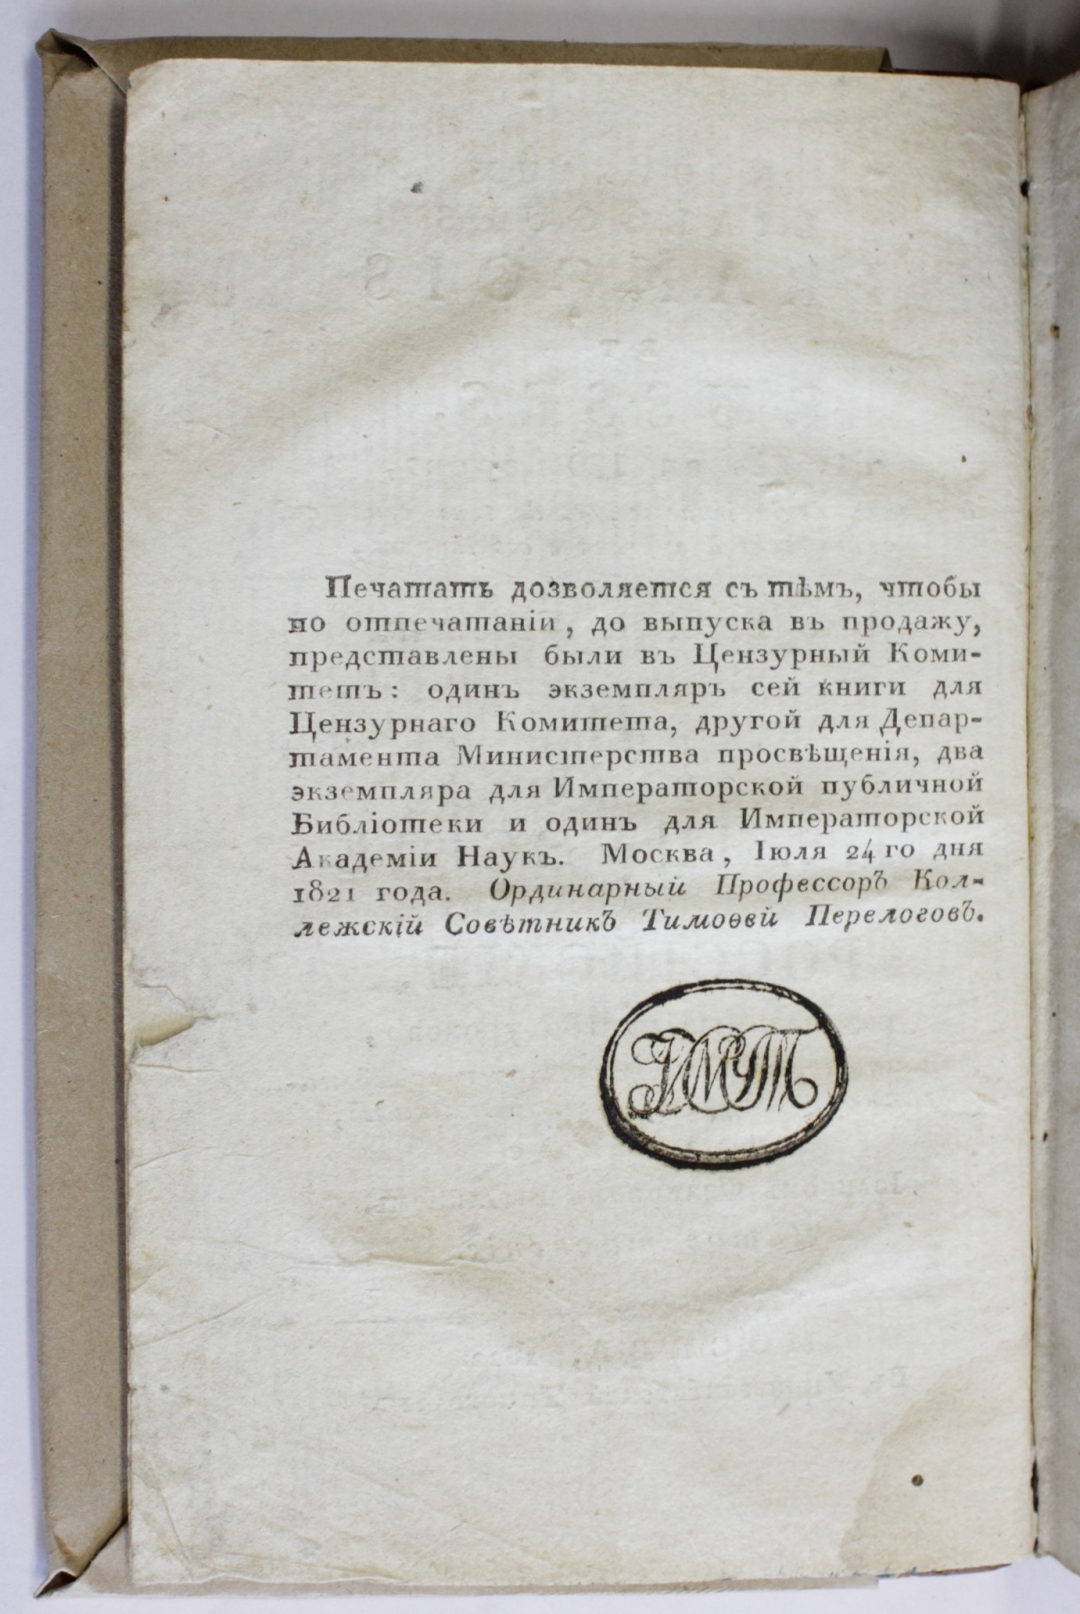 Печатать дозволяется съ тѣмъ, чтобы
по отпечатаніи, до выпуска въ продажу,
представлены были въ Цензурный Коми-
тетъ: одинъ экземпляръ сей книги для
Цензурнаго Комитета, другой для Депар-
тамента Министерства просвѣщенія, два
экземпляра для Императорской публичной
Библіотеки и одинъ для Императорской
Академіи Наукъ. Москва, Іюля 24 го дня
1821 года. Ординарный Профессоръ Кол-
лежскій Совѣтникъ Тимоѳей Перелоговъ.